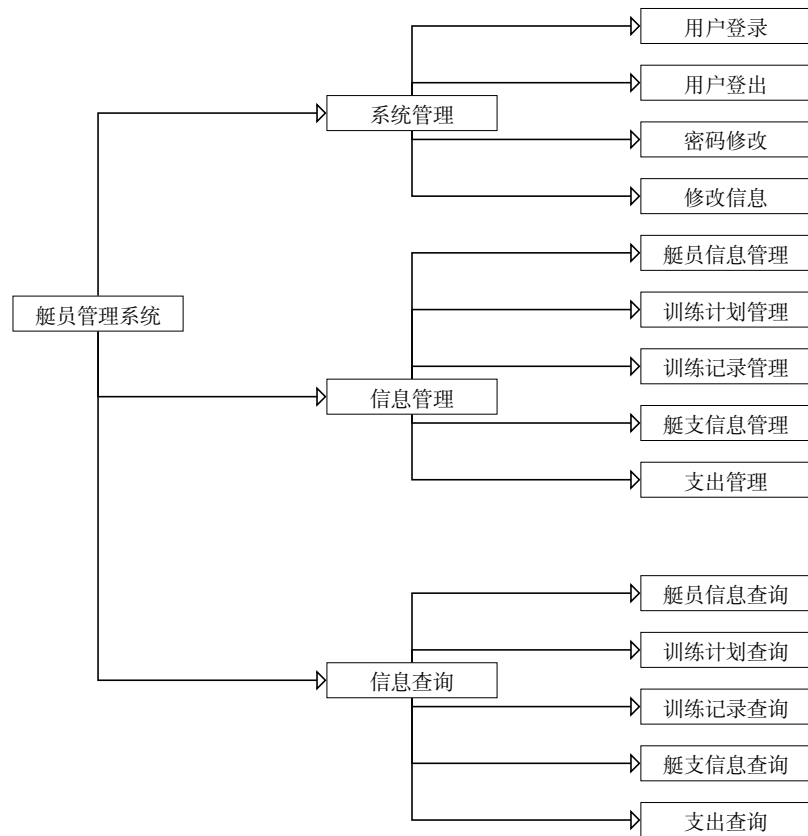 用户登录
用户登出
系统管理
密码修改
修改信息
艇员信息管理
艇员管理系统
训练计划管理
训练记录管理
信息管理
艇支信息管理
支出管理
艇员信息查询
训练计划查询
信息查询
训练记录查询
艇支信息查询
支出查询